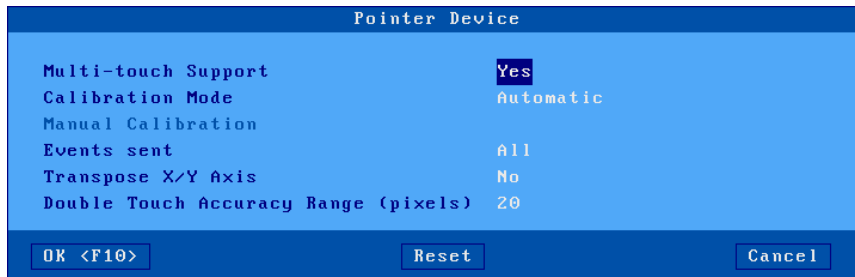 Pointer Device
Multi-touch Support Yes
Calibration Mode Automatic
Manual Calibration
Events sent All
Transpose X/Y Axis No
Double Touch Accuracy Range (pixels) 20
OK <F10> Reset Cancel